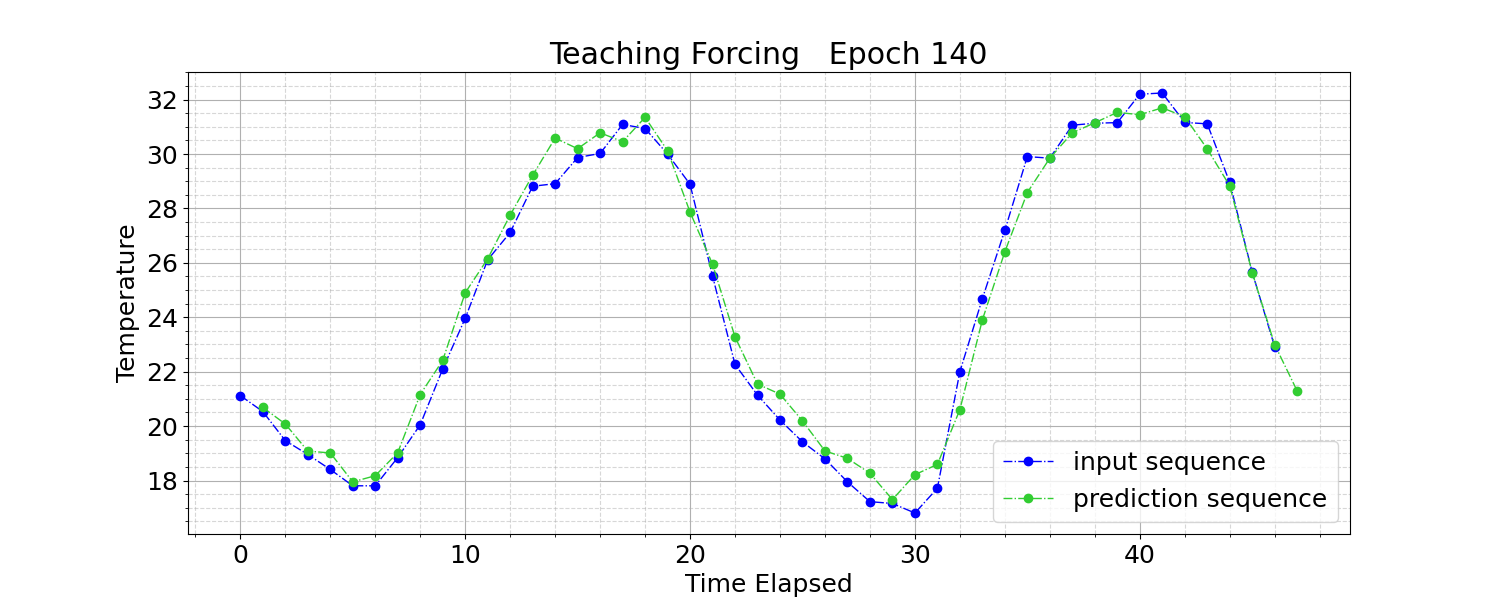 Teaching Forcing   Epoch 140
Temperature
32
30
28
26
24
22
20
18
0 10 20 30 40
Time Elapsed
input sequence
prediction sequence